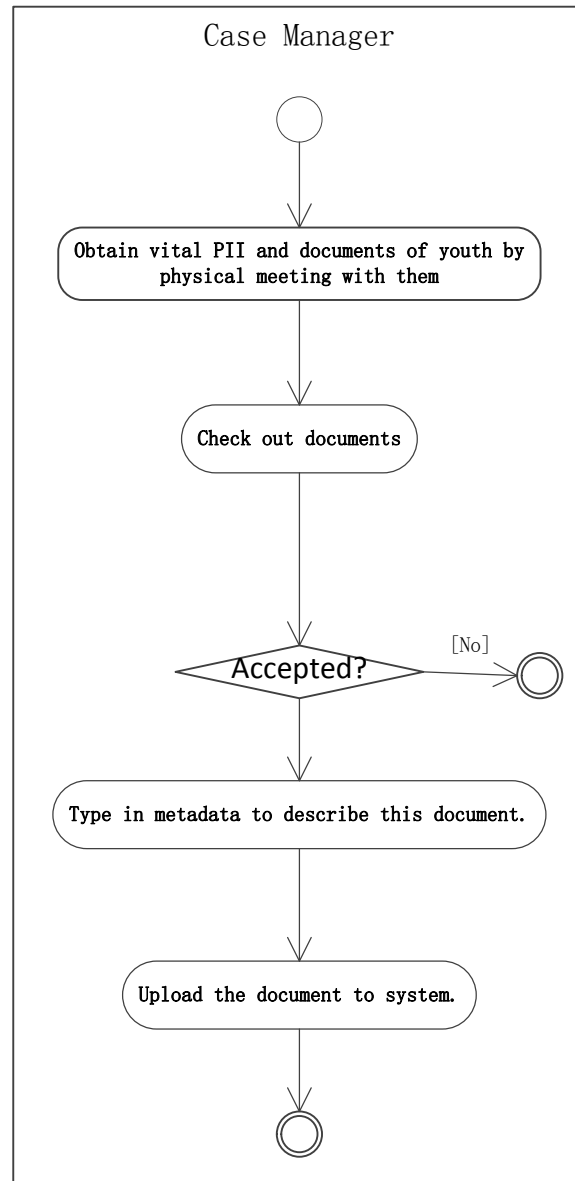 Case Manager
Obtain vital PII and documents of youth by
physical meeting with them
Check out documents
Accepted?
[No]
Type in metadata to describe this document.
Upload the document to system.